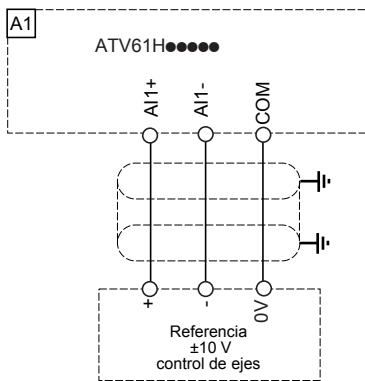 A1
ATV61H●●●●●
AI1+
AI1-
COM
+
-
0V
Referencia
±10 V
control de ejes